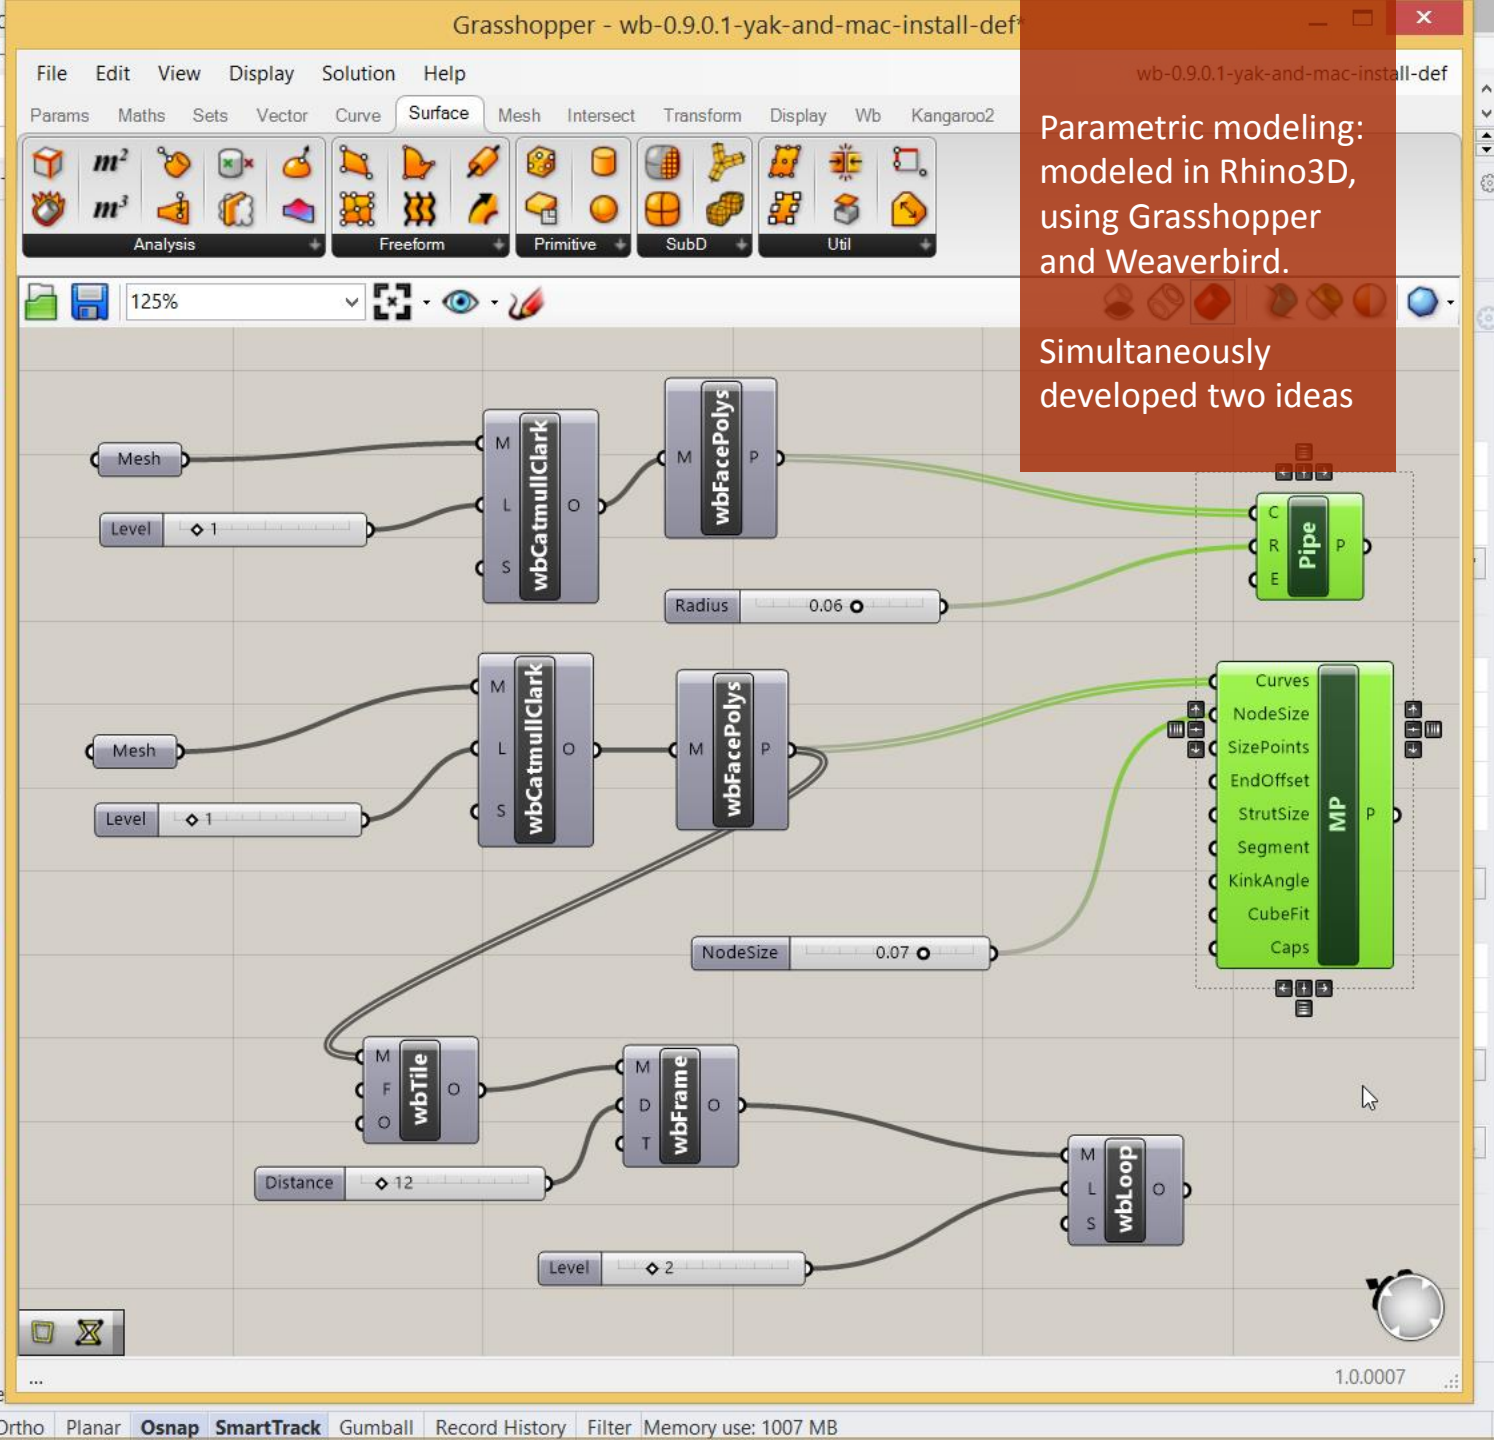 Grasshopper - wb-0.9.0.1-yak-and-mac-install-def*
File Edit View Display Solution Help
wb-0.9.0.1-yak-and-mac-install-def
Params Maths Sets Vector Curve Surface Mesh Intersect Transform Display Wb Kangaroo2
Parametric modeling:
modeled in Rhino3D,
using Grasshopper
and Weaverbird.
Simultaneously
developed two ideas
m²
m³
Analysis Freeform Primitive SubD Util
125%
Mesh
Level 1
M
L
S
wbCatmullClark
O
M
wbFacePolys
P
Radius 0.06
C
R
E
Pipe
P
Mesh
Level 1
M
L
S
wbCatmullClark
O
M
wbFacePolys
P
NodeSize 0.07
Curves
NodeSize
SizePoints
EndOffset
StrutSize
Segment
KinkAngle
CubeFit
Caps
MP
P
M
F
O
wbTile
O
Distance 12
M
D
T
wbFrame
O
Level 2
M
L
S
wbLoop
O
...
1.0.0007
Ortho Planar Osnap SmartTrack Gumball Record History Filter Memory use: 1007 MB